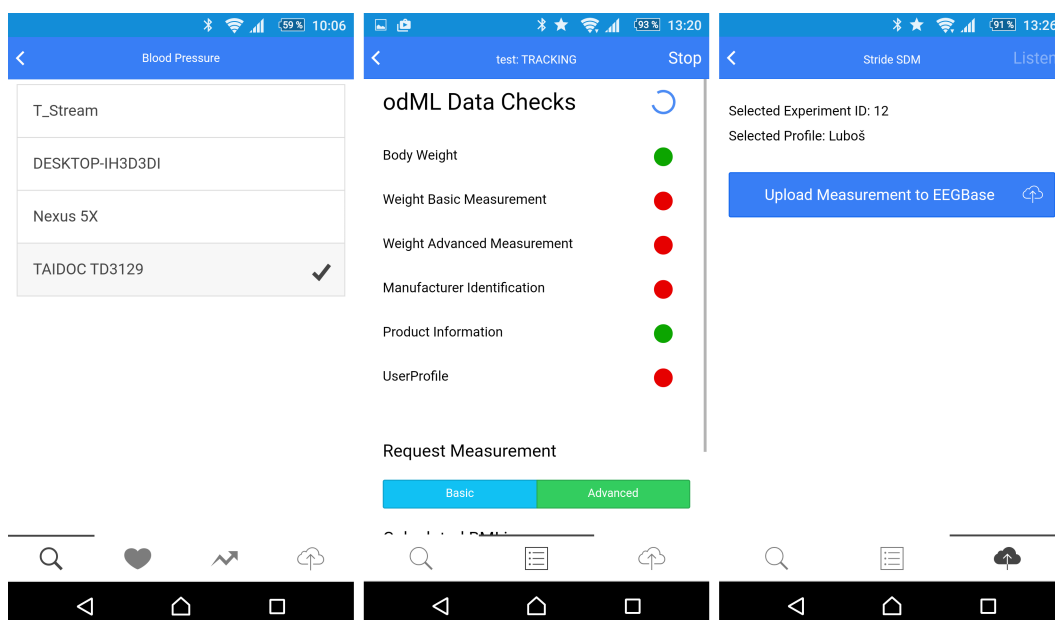 59% 10:06
Blood Pressure
T_Stream
DESKTOP-IH3D3DI
Nexus 5X
TAIDOC TD3129
93% 13:20
test: TRACKING Stop
odML Data Checks
Body Weight
Weight Basic Measurement
Weight Advanced Measurement
Manufacturer Identification
Product Information
UserProfile
Request Measurement
Basic Advanced
91% 13:26
Stride SDM Listen
Selected Experiment ID: 12
Selected Profile: Luboš
Upload Measurement to EEGBase